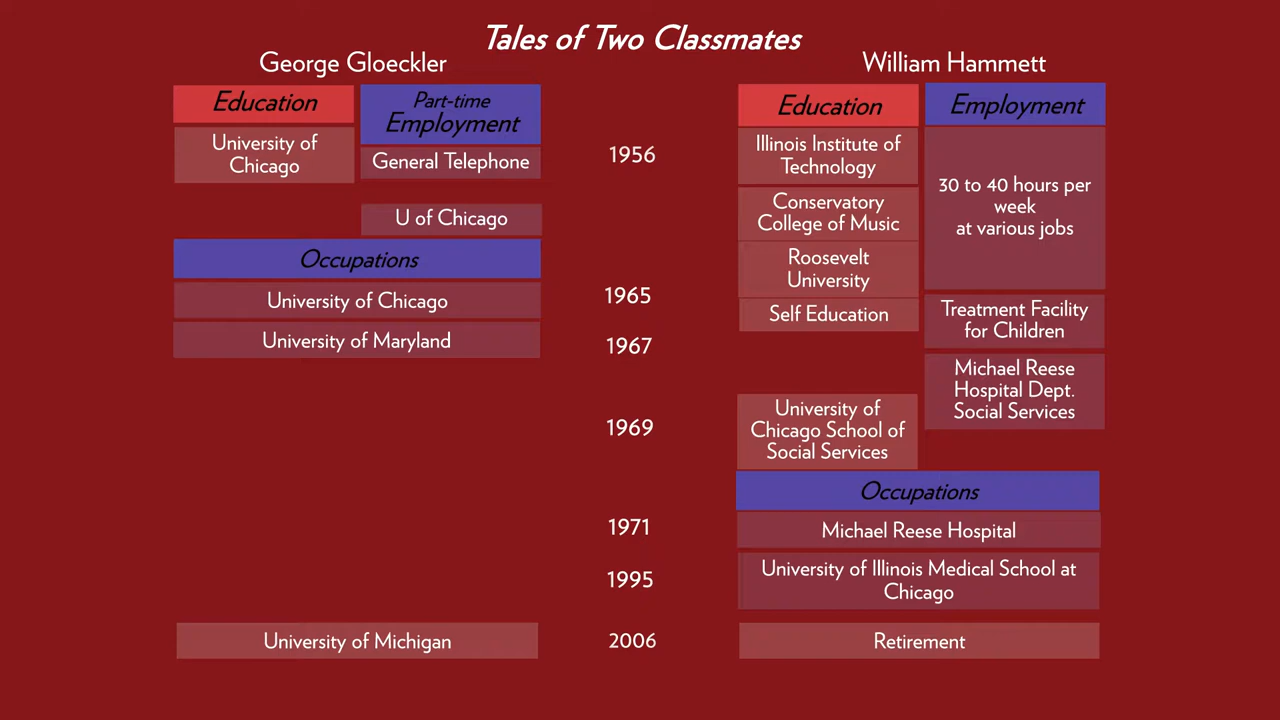 Tales of Two Classmates
George Gloeckler
Education
Part-time
Employment
University of
Chicago
General Telephone
U of Chicago
Occupations
University of Chicago
University of Maryland
University of Michigan
1956
1965
1967
1969
1971
1995
2006
William Hammett
Education
Employment
Illinois Institute of
Technology
Conservatory
College of Music
Roosevelt
University
Self Education
30 to 40 hours per
week
at various jobs
Treatment Facility
for Children
Michael Reese
Hospital Dept.
Social Services
University of
Chicago School of
Social Services
Occupations
Michael Reese Hospital
University of Illinois Medical School at
Chicago
Retirement